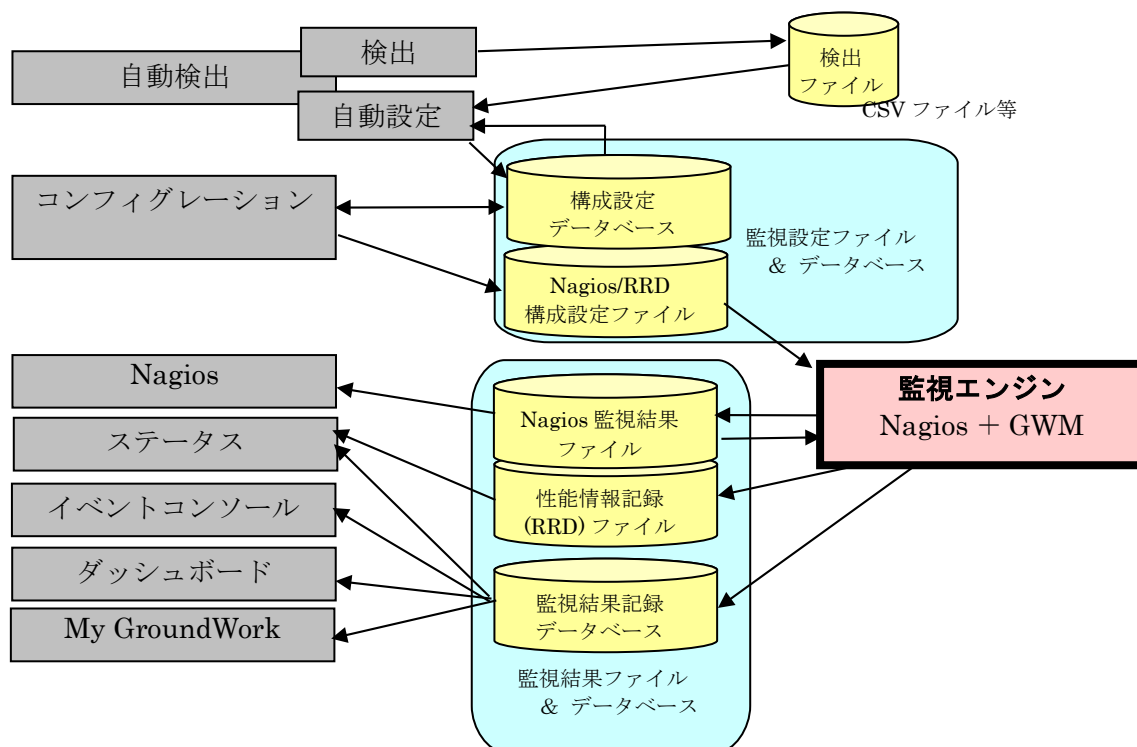 検出
自動検出
自動設定
検出
ファイル
CSV ファイル等
コンフィグレーション
構成設定
データベース
監視設定ファイル
& データベース
Nagios/RRD
構成設定ファイル
Nagios
ステータス
イベントコンソール
ダッシュボード
My GroundWork
Nagios 監視結果
ファイル
性能情報記録
(RRD) ファイル
監視結果記録
データベース
監視結果ファイル
& データベース
監視エンジン
Nagios + GWM